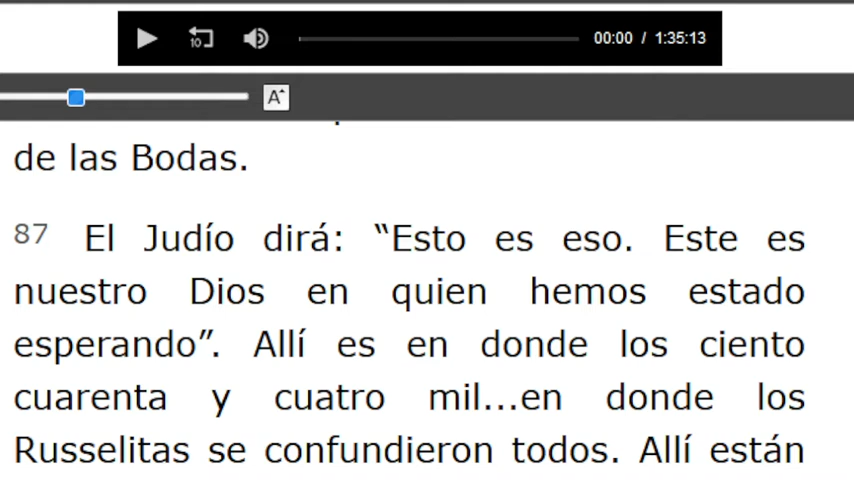 10
00:00 / 1:35:13
A
de las Bodas.
87 El Judío dirá: “Esto es eso. Este es
nuestro Dios en quien hemos estado
esperando”. Allí es en donde los ciento
cuarenta y cuatro mil...en donde los
Russelitas se confundieron todos. Allí están